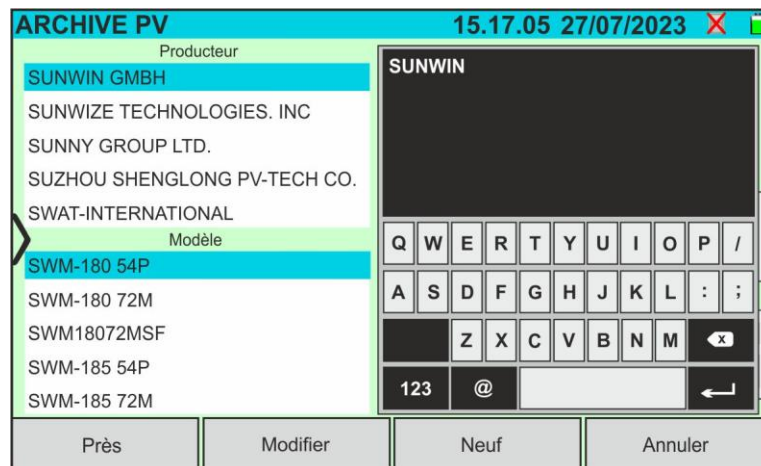 ARCHIVE PV 15.17.05 27/07/2023
Producteur
SUNWIN GMBH
SUNWIZE TECHNOLOGIES. INC
SUNNY GROUP LTD.
SUZHOU SHENGLONG PV-TECH CO.
SWAT-INTERNATIONAL
Modèle
SWM-180 54P
SWM-180 72M
SWM18072MSF
SWM-185 54P
SWM-185 72M
SUNWIN
Q W E R T Y U I O P /
A S D F G H J K L : ;
Z X C V B N M X
123 @
Près Modifier Neuf Annuler